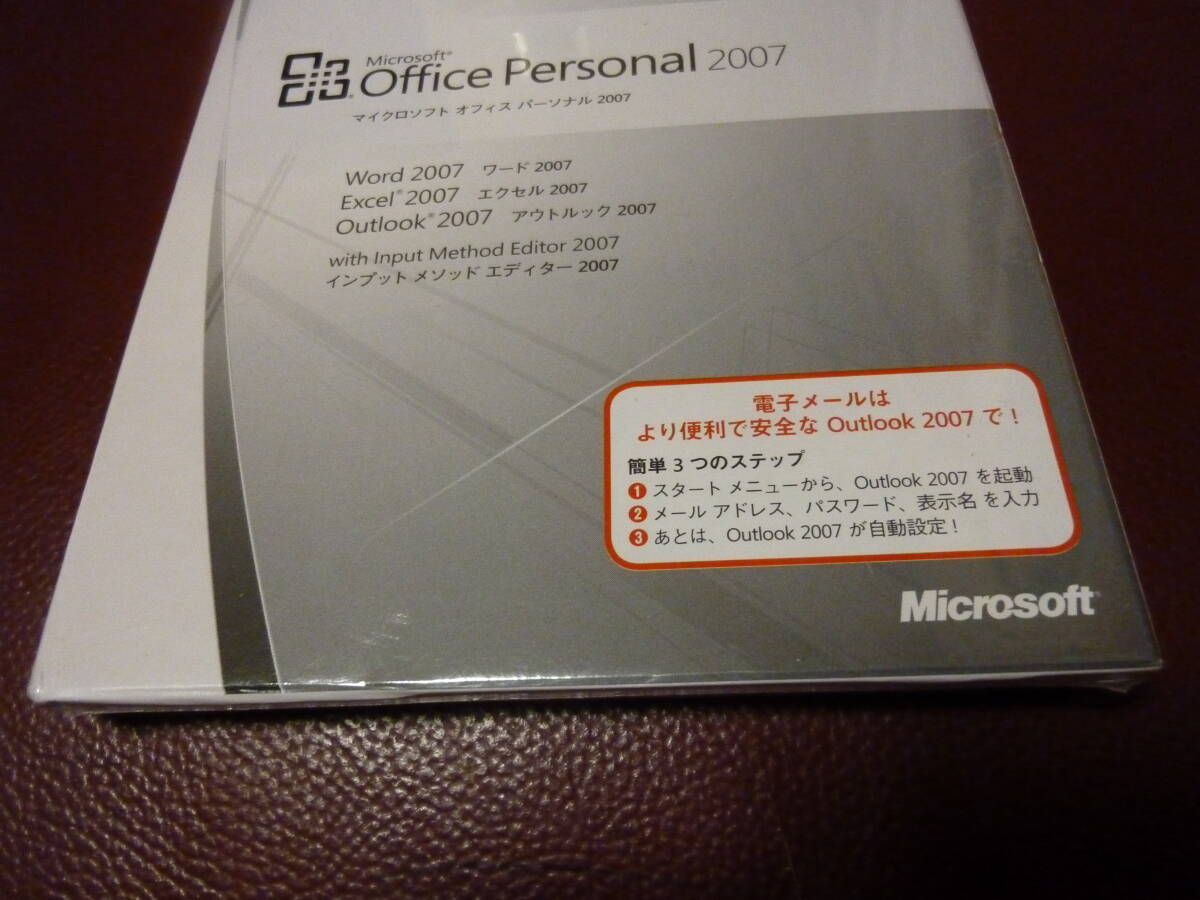 Microsoft®
Office Personal 2007
マイクロソフト オフィス パーソナル 2007
Word 2007 ワード 2007
Excel® 2007 エクセル 2007
Outlook® 2007 アウトルック 2007
with Input Method Editor 2007
インプット メソッド エディター 2007
電子メールは
より便利で安全な Outlook 2007 で！
簡単 3 つのステップ
❶ スタート メニューから、Outlook 2007 を起動
❷ メール アドレス、パスワード、表示名 を入力
❸ あとは、Outlook 2007 が自動設定！
Microsoft®